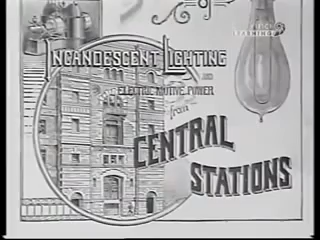 INCANDESCENT LIGHTING
AND
ELECTRIC MOTIVE POWER
from
CENTRAL
STATIONS